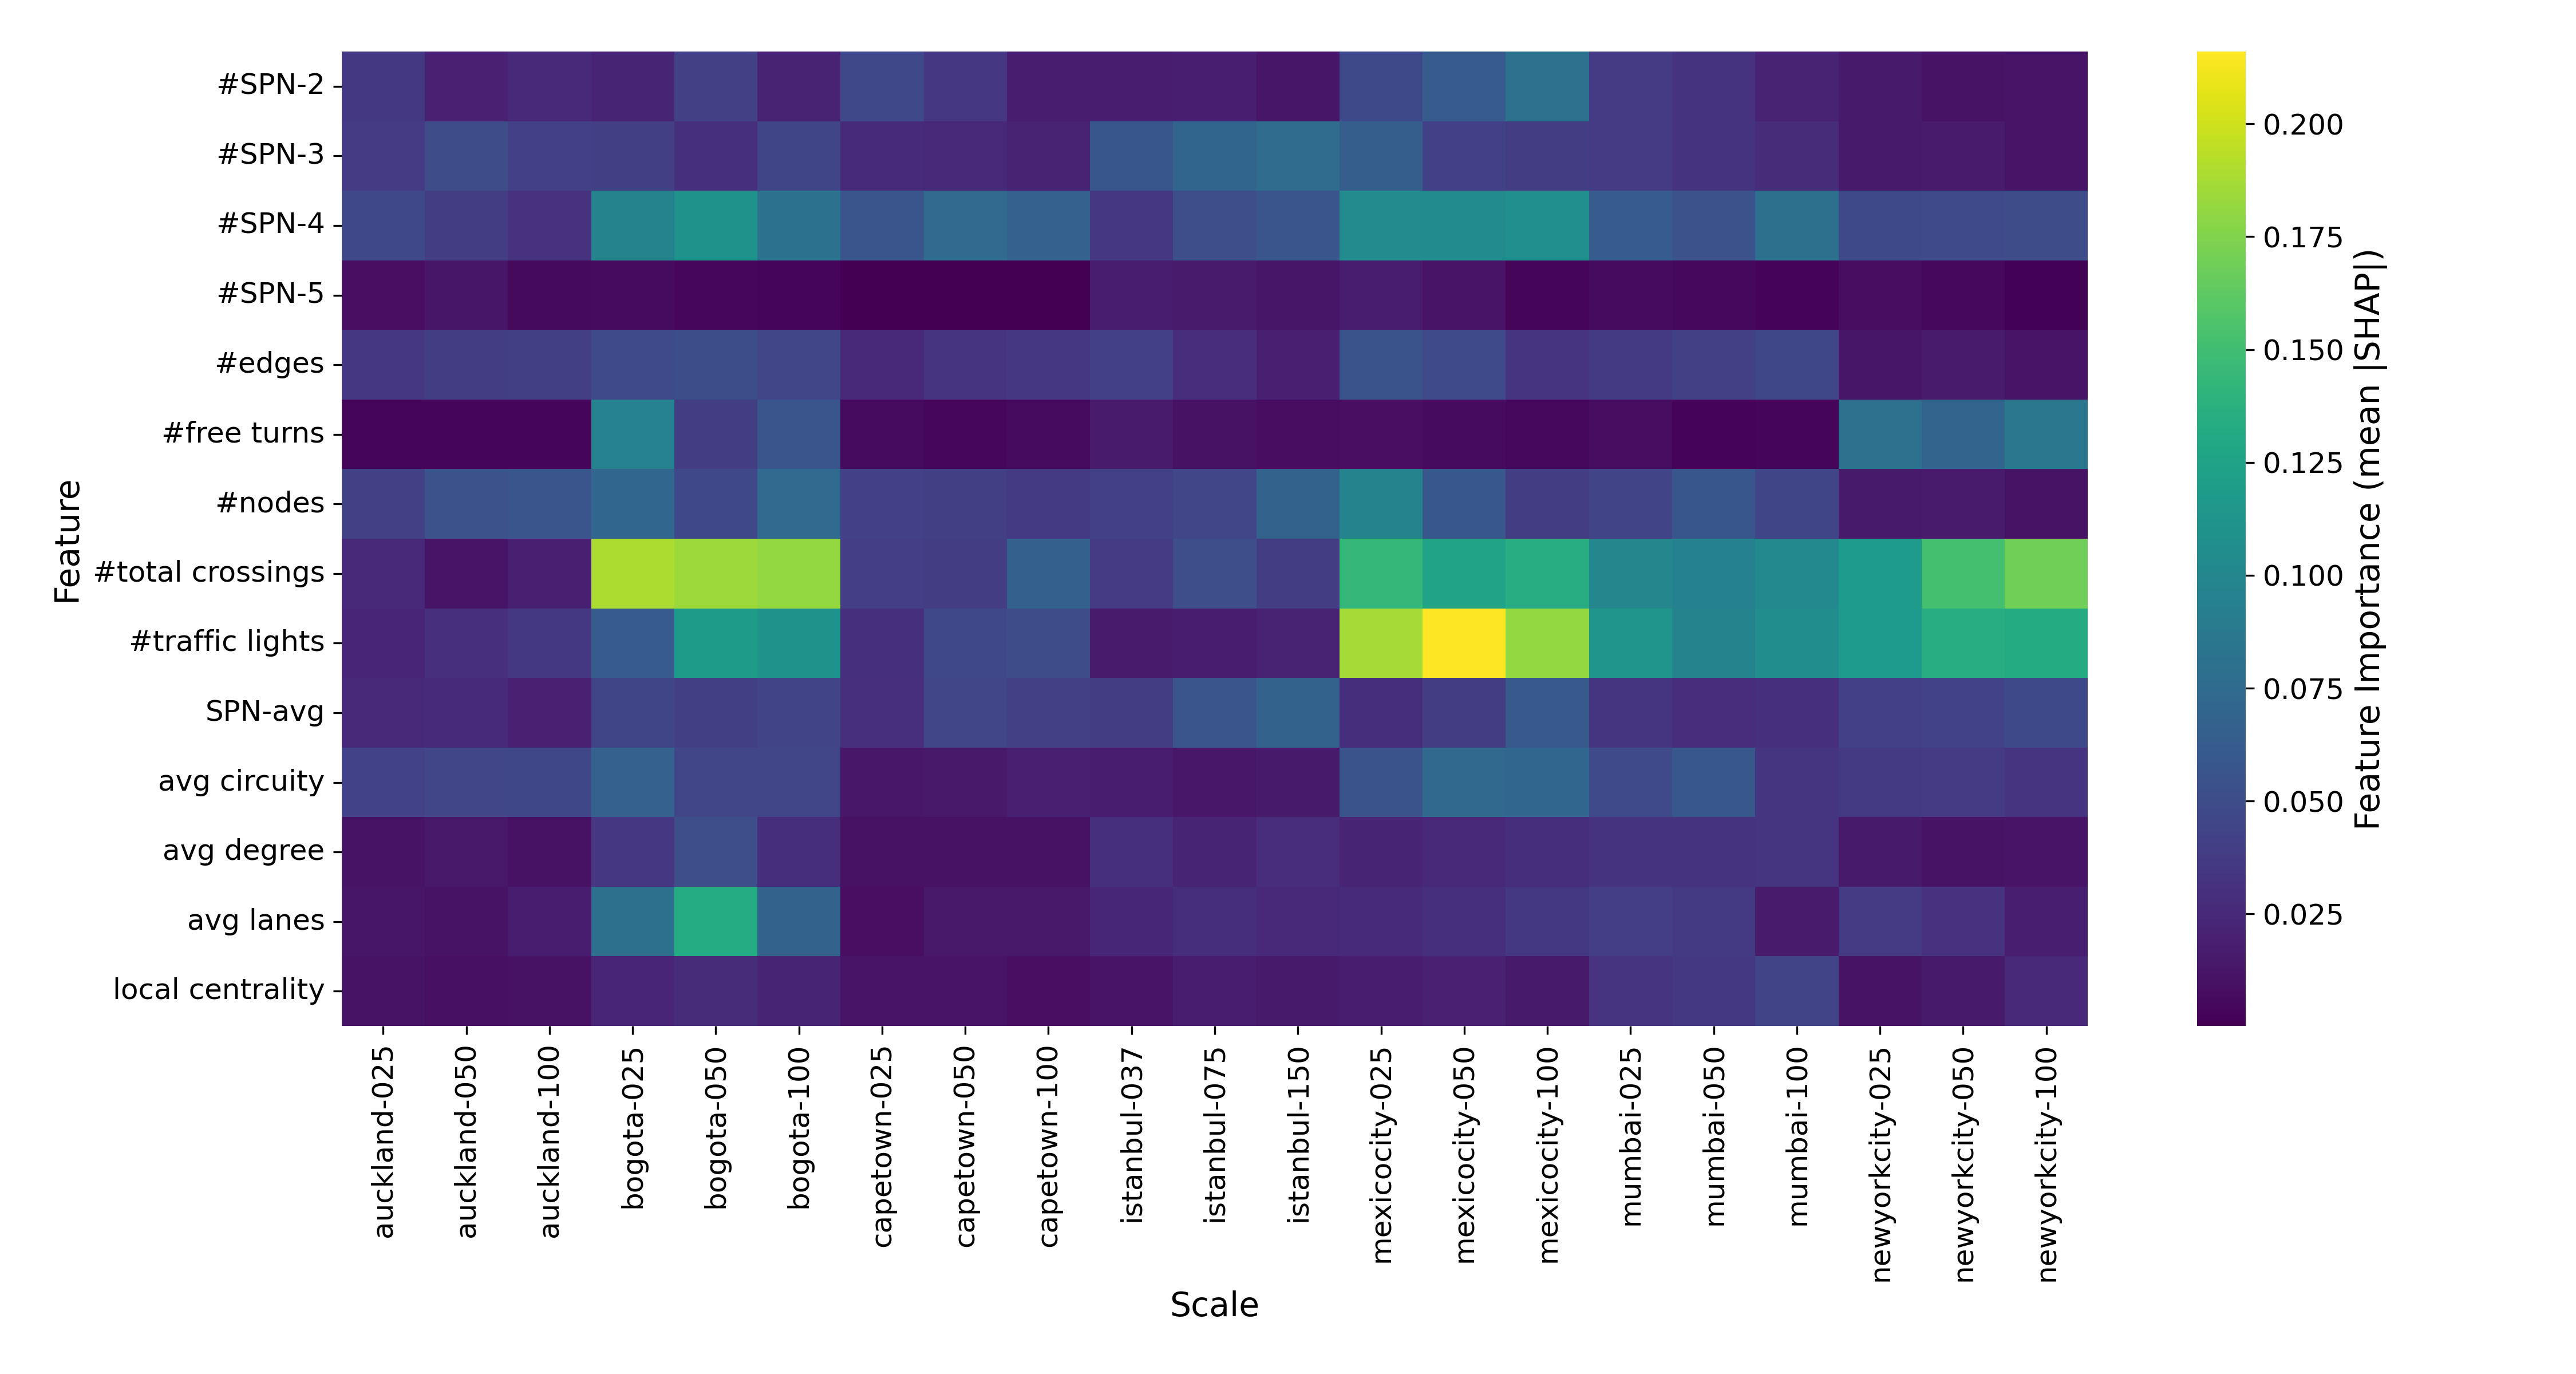 #SPN-2
#SPN-3
#SPN-4
#SPN-5
#edges
#free turns
#nodes
#total crossings
#traffic lights
SPN-avg
avg circuity
avg degree
avg lanes
local centrality
Feature
auckland-025
auckland-050
auckland-100
bogota-025
bogota-050
bogota-100
capetown-025
capetown-050
capetown-100
istanbul-037
istanbul-075
istanbul-150
mexicocity-025
mexicocity-050
mexicocity-100
mumbai-025
mumbai-050
mumbai-100
newyorkcity-025
newyorkcity-050
newyorkcity-100
Scale
0.200
0.175
0.150
0.125
0.100
0.075
0.050
0.025
Feature Importance (mean |SHAP|)